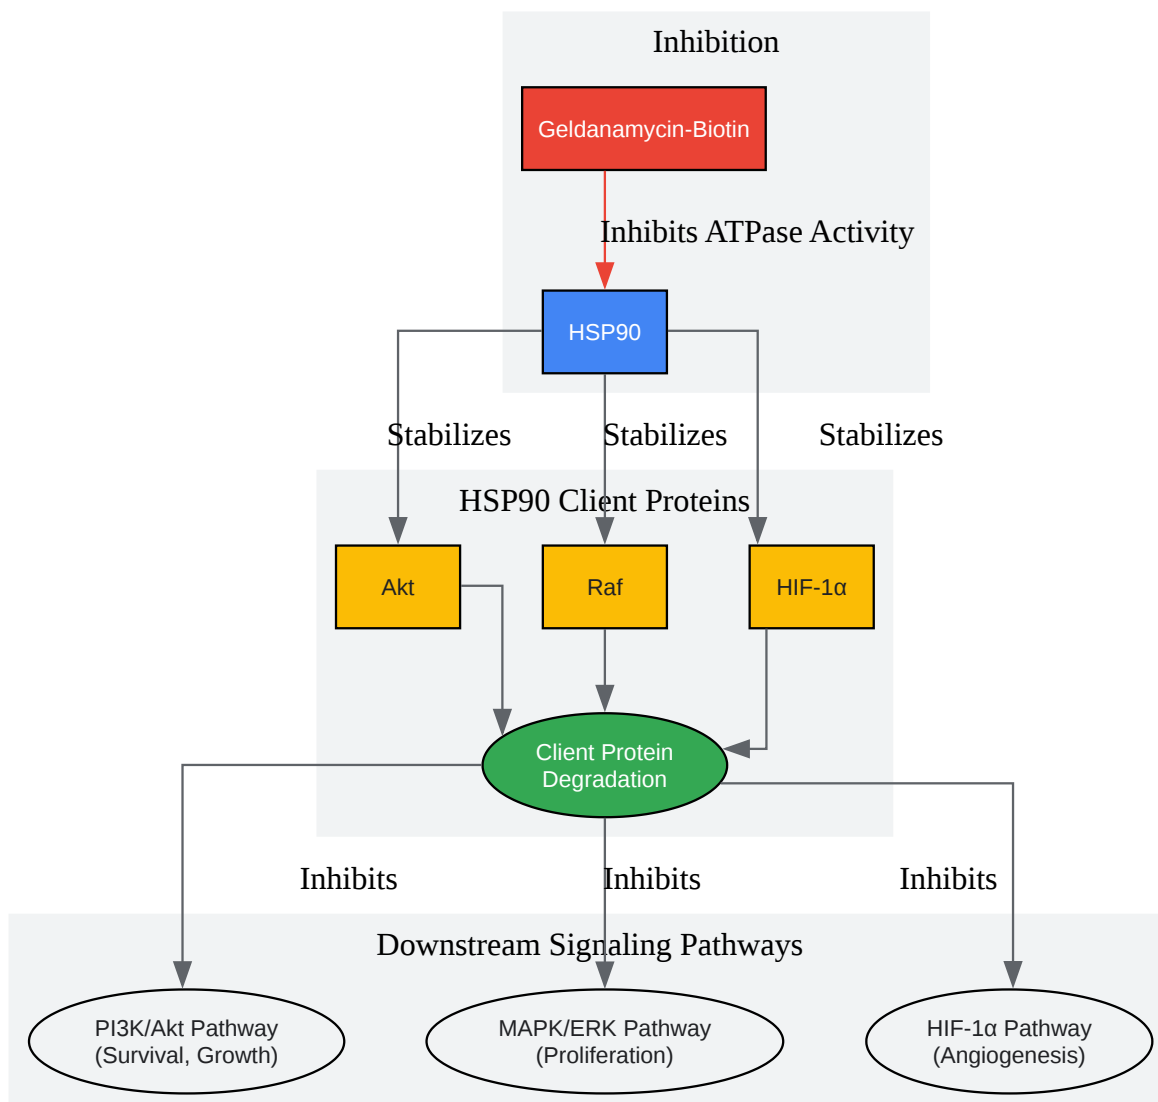 Inhibition
Geldanamycin-Biotin
Inhibits ATPase Activity
HSP90
Stabilizes
Stabilizes
Stabilizes
HSP90 Client Proteins
Akt
Raf
HIF-1α
Client Protein
Degradation
Inhibits
Inhibits
Inhibits
Downstream Signaling Pathways
PI3K/Akt Pathway
(Survival, Growth)
MAPK/ERK Pathway
(Proliferation)
HIF-1α Pathway
(Angiogenesis)